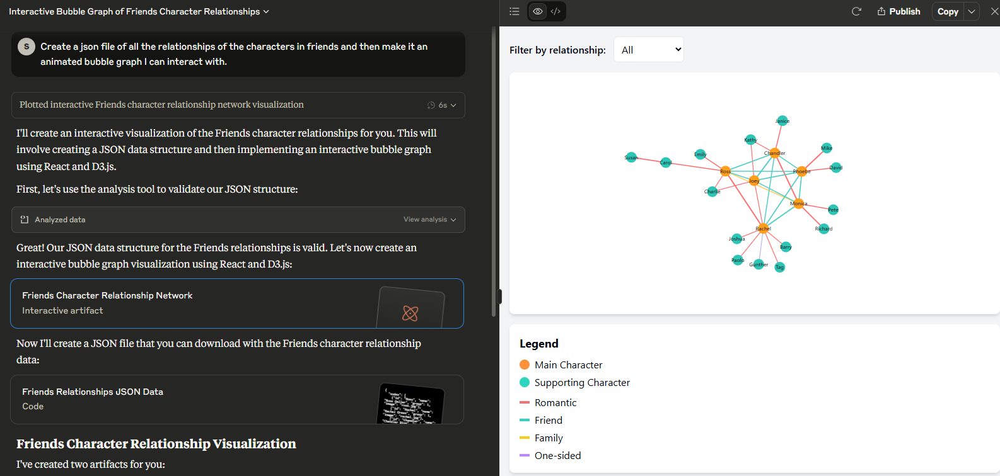 Interactive Bubble Graph of Friends Character Relationships
S
Create a json file of all the relationships of the characters in friends and then make it an
animated bubble graph I can interact with.
Plotted interactive Friends character relationship network visualization
6s
I'll create an interactive visualization of the Friends character relationships for you. This will
involve creating a JSON data structure and then implementing an interactive bubble graph
using React and D3.js.
First, let's use the analysis tool to validate our JSON structure:
Analyzed data
View analysis
Great! Our JSON data structure for the Friends relationships is valid. Let's now create an
interactive bubble graph visualization using React and D3.js:
Friends Character Relationship Network
Interactive artifact
Now I'll create a JSON file that you can download with the Friends character relationship
data:
Friends Relationships JSON Data
Code
Friends Character Relationship Visualization
I've created two artifacts for you:
Publish
Copy
Filter by relationship:
All
Janice
Kathy
Mike
Chandler
Emily
Susan
Carol
David
Ross
Phoebe
Joey
Charlie
Monica
Pete
Rachel
Richard
Joshua
Barry
Paolo
Gunther
Tag
Legend
Main Character
Supporting Character
Romantic
Friend
Family
One-sided